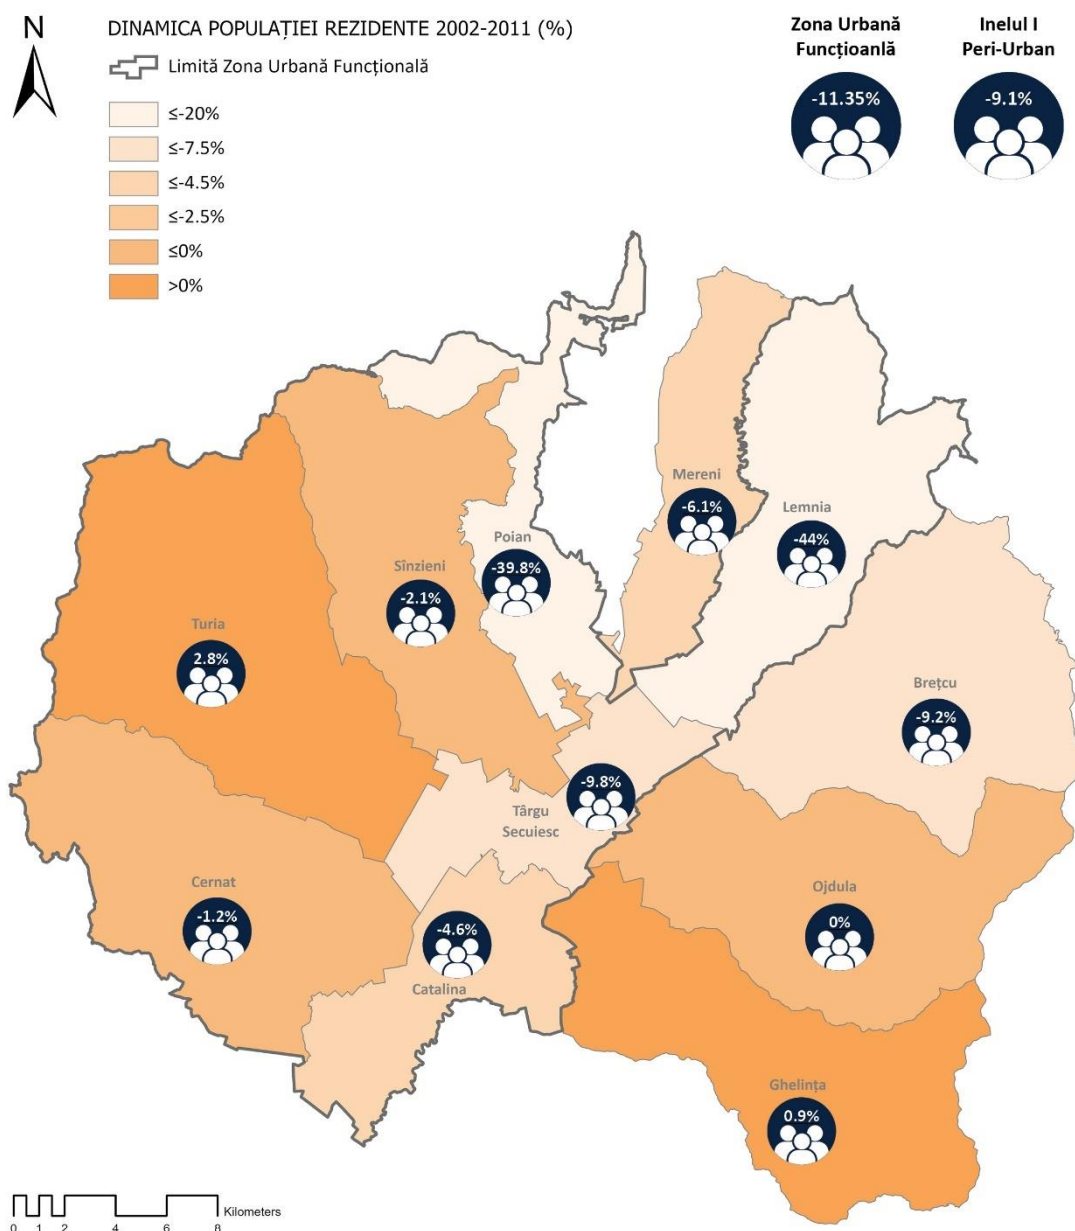 N
DINAMICA POPULAȚIEI REZIDENTE 2002-2011 (%)
Limită Zona Urbană Funcțională
≤-20%
≤-7.5%
≤-4.5%
≤-2.5%
≤0%
>0%
Zona Urbană
Funcțioanlă
-11.35%
Inelul I
Peri-Urban
-9.1%
Mereni
-6.1%
Lemnia
-44%
Poian
-39.8%
Sînzieni
-2.1%
Turia
2.8%
Brețcu
-9.2%
-9.8%
Târgu
Secuiesc
Cernat
-1.2%
Ojdula
0%
-4.6%
Catalina
Ghelința
0.9%
Kilometers
0 1 2 4 6 8